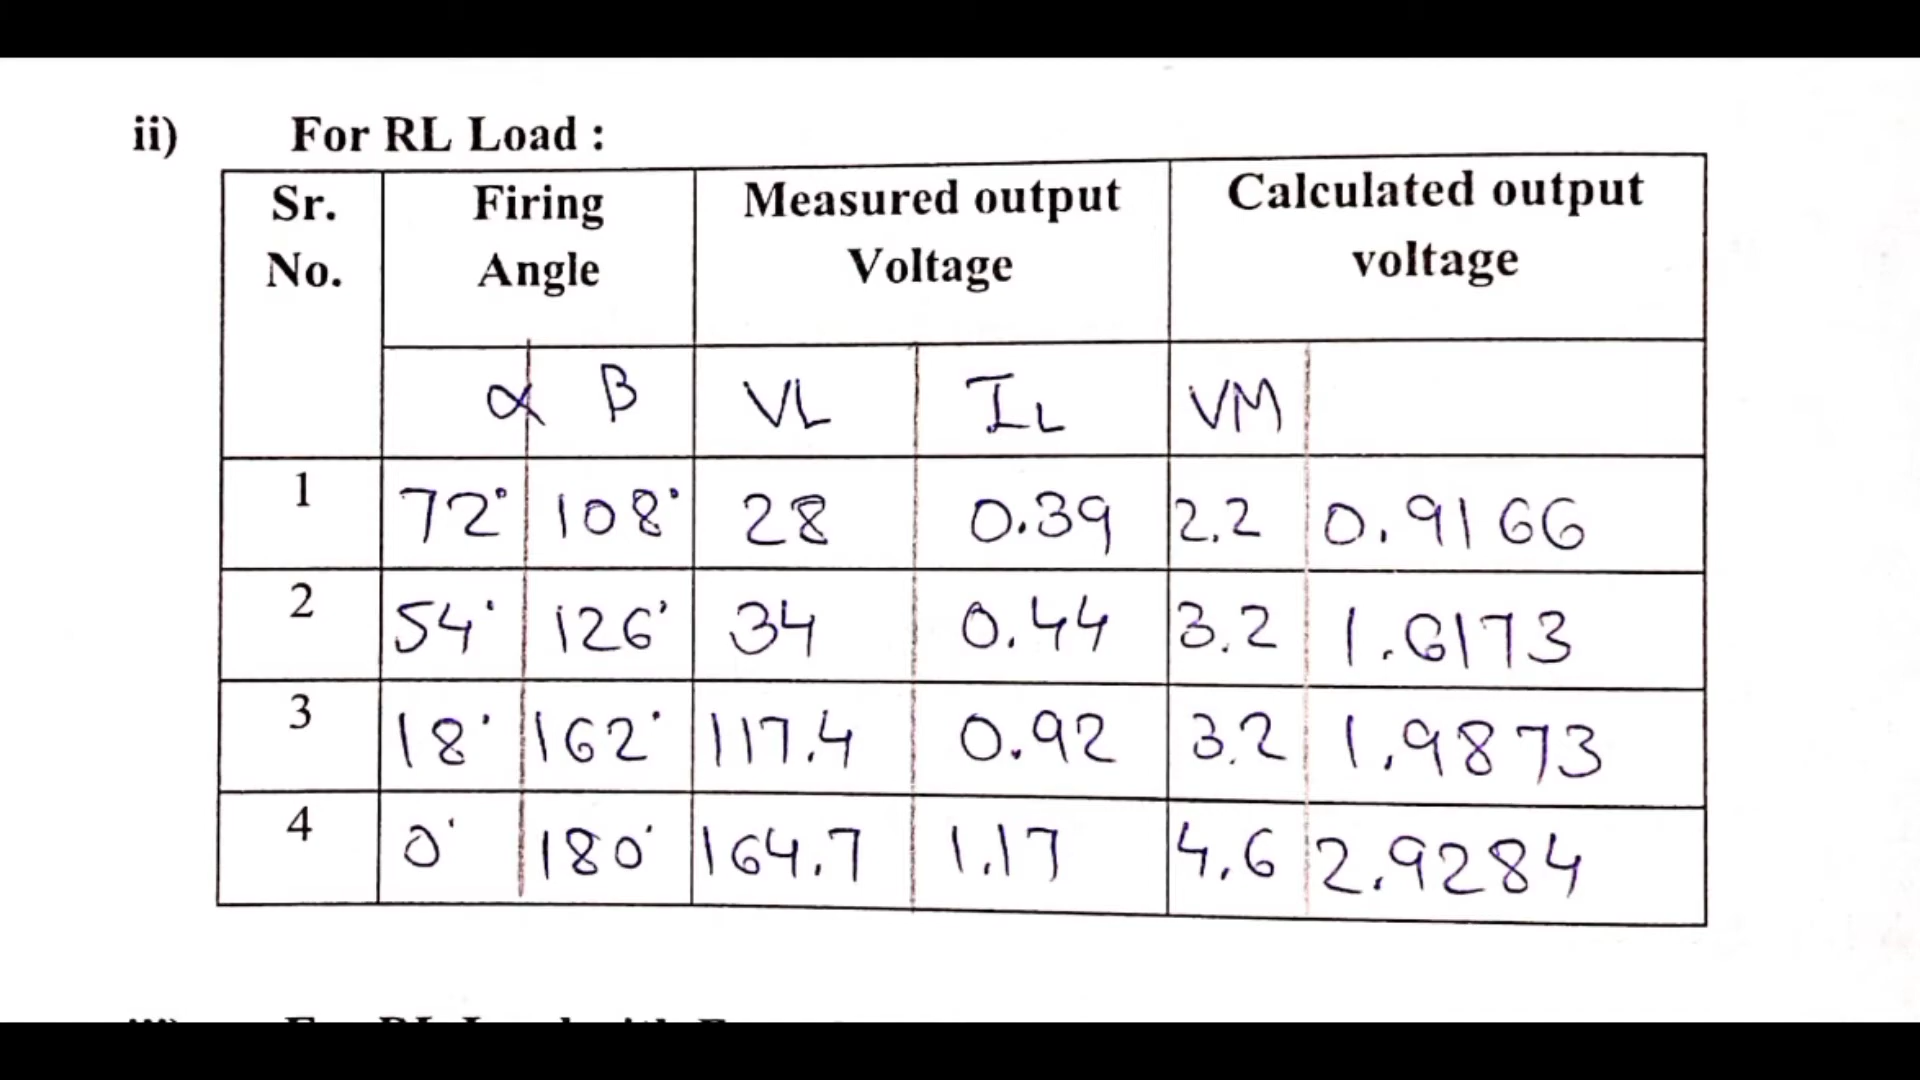 ii) For RL Load :
Sr. No. Firing Angle Measured output Voltage Calculated output voltage
α β VL IL VM
1 72° 108° 28 0.39 2.2 0.9166
2 54° 126° 34 0.44 3.2 1.6173
3 18° 162° 117.4 0.92 3.2 1.9873
4 0° 180° 164.7 1.17 4.6 2.9284